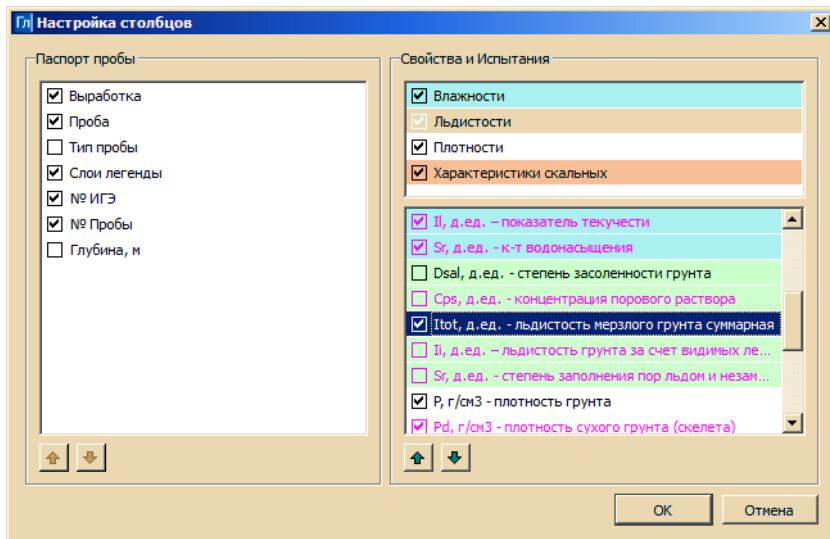 Гл Настройка столбцов
Паспорт пробы
Выработка
Проба
Тип пробы
Слои легенды
№ ИГЭ
№ Пробы
Глубина, м
Свойства и Испытания
Влажности
Льдистости
Плотности
Характеристики скальных
Il, д.ед. – показатель текучести
Sr, д.ед. - к-т водонасыщения
Dsal, д.ед. - степень засоленности грунта
Cps, д.ед. - концентрация порового раствора
Itot, д.ед. - льдистость мерзлого грунта суммарная
Ii, д.ед. – льдистость грунта за счет видимых ле...
Sr, д.ед. - степень заполнения пор льдом и незам...
P, г/см3 - плотность грунта
Pd, г/см3 - плотность сухого грунта (скелета)
OK
Отмена